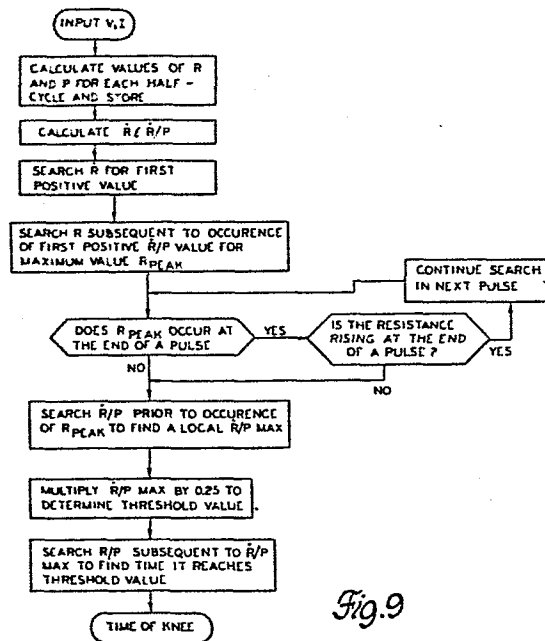 INPUT V,I
CALCULATE VALUES OF R
AND P FOR EACH HALF-
CYCLE AND STORE
CALCULATE Ṙ & Ṙ/P
SEARCH Ṙ FOR FIRST
POSITIVE VALUE
SEARCH R SUBSEQUENT TO OCCURENCE
OF FIRST POSITIVE Ṙ/P VALUE FOR
MAXIMUM VALUE RPEAK
CONTINUE SEARCH
IN NEXT PULSE
DOES RPEAK OCCUR AT
THE END OF A PULSE
YES
IS THE RESISTANCE
RISING AT THE END
OF A PULSE?
YES
NO
NO
SEARCH Ṙ/P PRIOR TO OCCURENCE
OF RPEAK TO FIND A LOCAL Ṙ/P MAX
MULTIPLY Ṙ/P MAX BY 0.25 TO
DETERMINE THRESHOLD VALUE.
SEARCH R/P SUBSEQUENT TO Ṙ/P
MAX TO FIND TIME IT REACHES
THRESHOLD VALUE
TIME OF KNEE
Fig.9